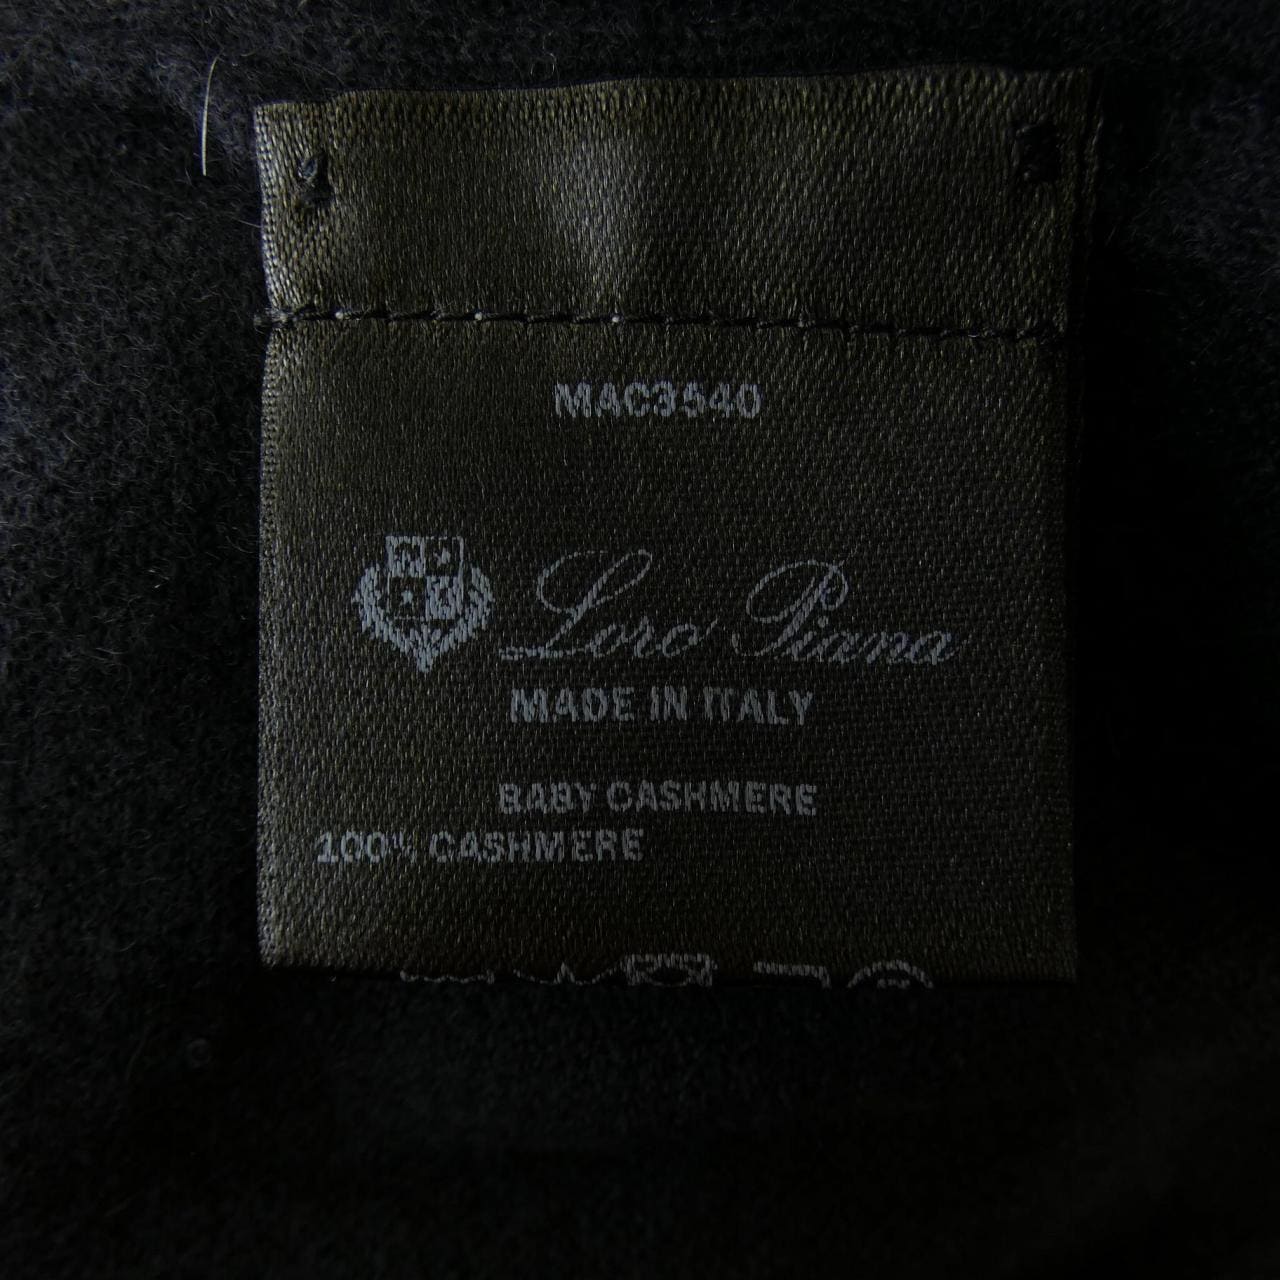 MAC3540
Loro Piana
MADE IN ITALY
BABY CASHMERE
100% CASHMERE